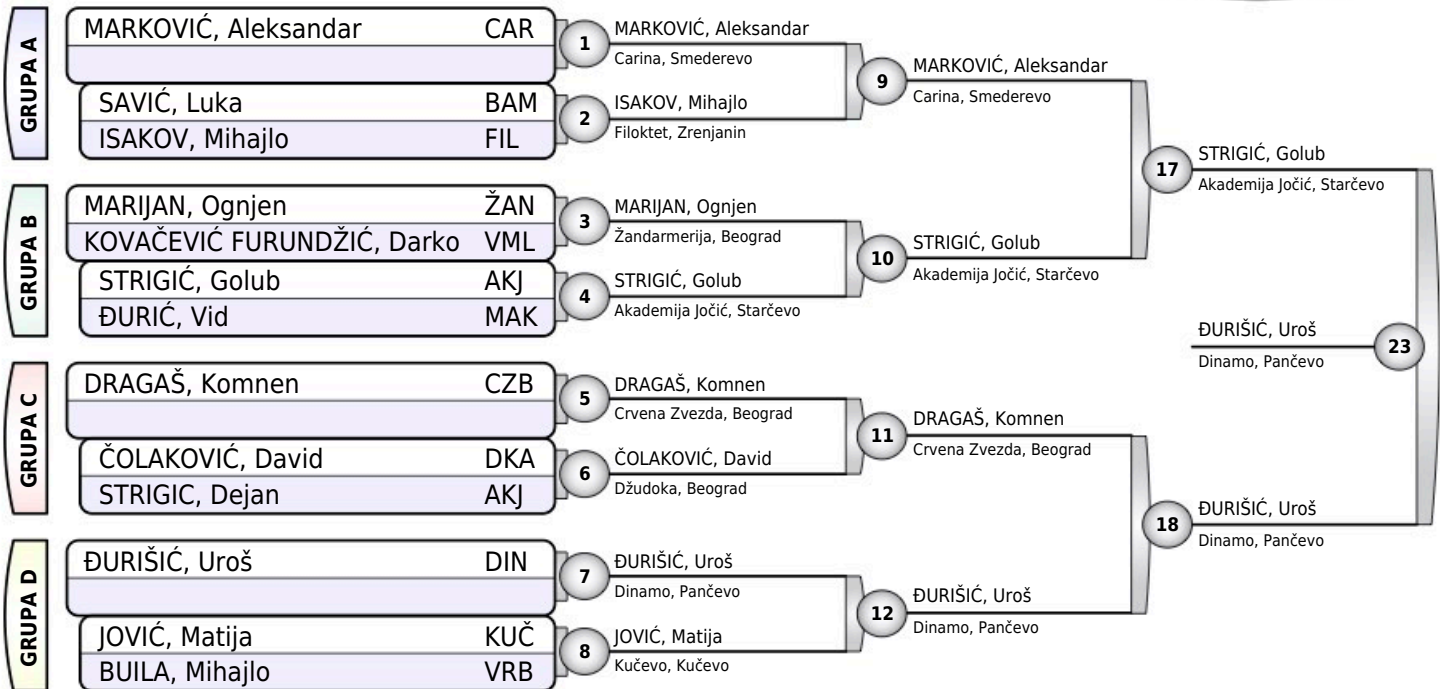 GRUPA A
MARKOVIĆ, Aleksandar CAR
SAVIĆ, Luka BAM
ISAKOV, Mihajlo FIL
GRUPA B
MARIJAN, Ognjen ŽAN
KOVAČEVIĆ FURUNDŽIĆ, Darko VML
STRIGIĆ, Golub AKJ
ĐURIĆ, Vid MAK
GRUPA C
DRAGAŠ, Komnen CZB
ČOLAKOVIĆ, David DKA
STRIGIC, Dejan AKJ
GRUPA D
ĐURIŠIĆ, Uroš DIN
JOVIĆ, Matija KUČ
BUILA, Mihajlo VRB
1
MARKOVIĆ, Aleksandar
Carina, Smederevo
2
ISAKOV, Mihajlo
Filoktet, Zrenjanin
3
MARIJAN, Ognjen
Žandarmerija, Beograd
4
STRIGIĆ, Golub
Akademija Jočić, Starčevo
5
DRAGAŠ, Komnen
Crvena Zvezda, Beograd
6
ČOLAKOVIĆ, David
Džudoka, Beograd
7
ĐURIŠIĆ, Uroš
Dinamo, Pančevo
8
JOVIĆ, Matija
Kučevo, Kučevo
9
MARKOVIĆ, Aleksandar
Carina, Smederevo
10
STRIGIĆ, Golub
Akademija Jočić, Starčevo
11
DRAGAŠ, Komnen
Crvena Zvezda, Beograd
12
ĐURIŠIĆ, Uroš
Dinamo, Pančevo
17
STRIGIĆ, Golub
Akademija Jočić, Starčevo
18
ĐURIŠIĆ, Uroš
Dinamo, Pančevo
ĐURIŠIĆ, Uroš
Dinamo, Pančevo
23